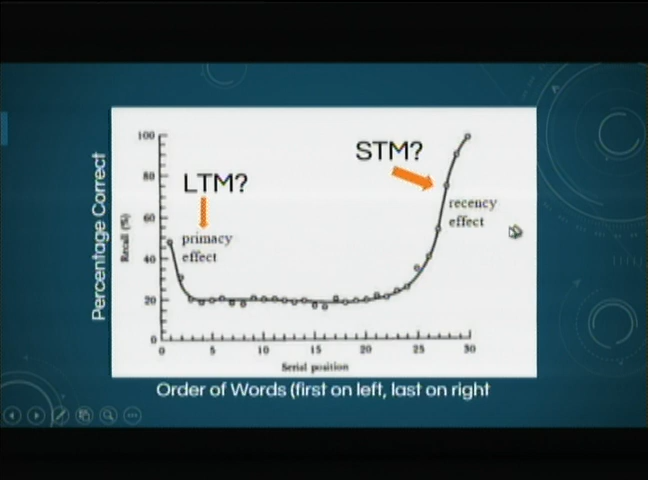 Percentage Correct
Recall (%)
100
80
60
40
20
0
LTM?
primacy
effect
STM?
recency
effect
0 5 10 15 20 25 30
Serial position
Order of Words (first on left, last on right